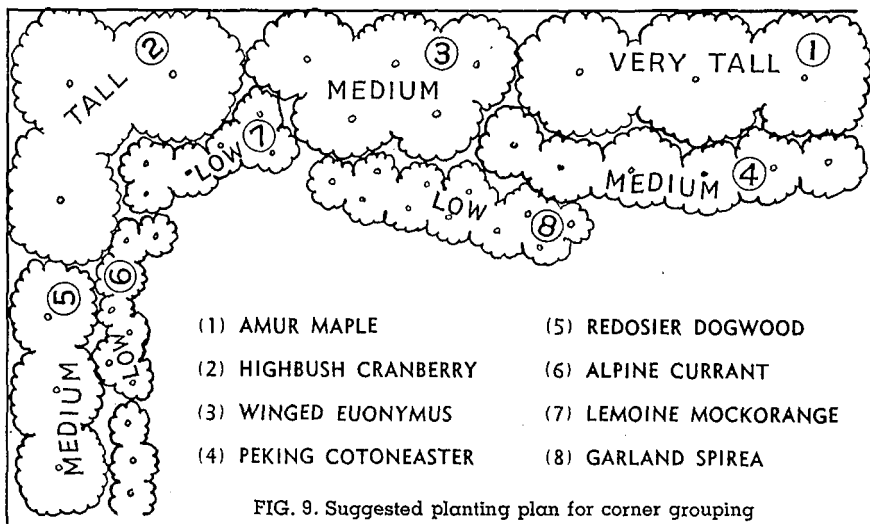 TALL 2
MEDIUM 3
VERY TALL 1
LOW 7
MEDIUM 4
LOW 8
5 MEDIUM
6 LOW
(1) AMUR MAPLE
(2) HIGHBUSH CRANBERRY
(3) WINGED EUONYMUS
(4) PEKING COTONEASTER
(5) REDOSIER DOGWOOD
(6) ALPINE CURRANT
(7) LEMOINE MOCKORANGE
(8) GARLAND SPIREA
FIG. 9. Suggested planting plan for corner grouping